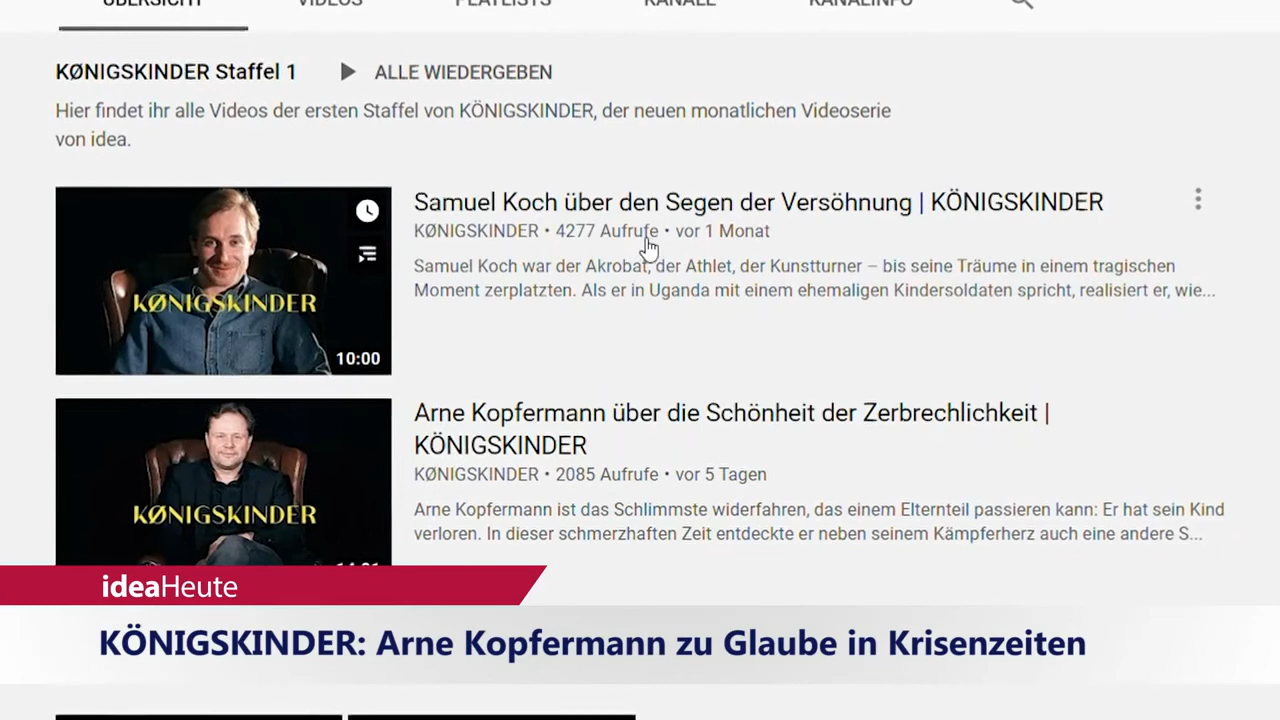 ÜBERSICHT VIDEOS PLAYLISTS KANÄLE KANALINFO
KØNIGSKINDER Staffel 1 ALLE WIEDERGEBEN
Hier findet ihr alle Videos der ersten Staffel von KÖNIGSKINDER, der neuen monatlichen Videoserie
von idea.
Samuel Koch über den Segen der Versöhnung | KÖNIGSKINDER
KØNIGSKINDER • 4277 Aufrufe • vor 1 Monat
Samuel Koch war der Akrobat, der Athlet, der Kunstturner – bis seine Träume in einem tragischen
Moment zerplatzten. Als er in Uganda mit einem ehemaligen Kindersoldaten spricht, realisiert er, wie...
KØNIGSKINDER
10:00
Arne Kopfermann über die Schönheit der Zerbrechlichkeit |
KÖNIGSKINDER
KØNIGSKINDER • 2085 Aufrufe • vor 5 Tagen
Arne Kopfermann ist das Schlimmste widerfahren, das einem Elternteil passieren kann: Er hat sein Kind
verloren. In dieser schmerzhaften Zeit entdeckte er neben seinem Kämpferherz auch eine andere S...
KØNIGSKINDER
ideaHeute
KÖNIGSKINDER: Arne Kopfermann zu Glaube in Krisenzeiten